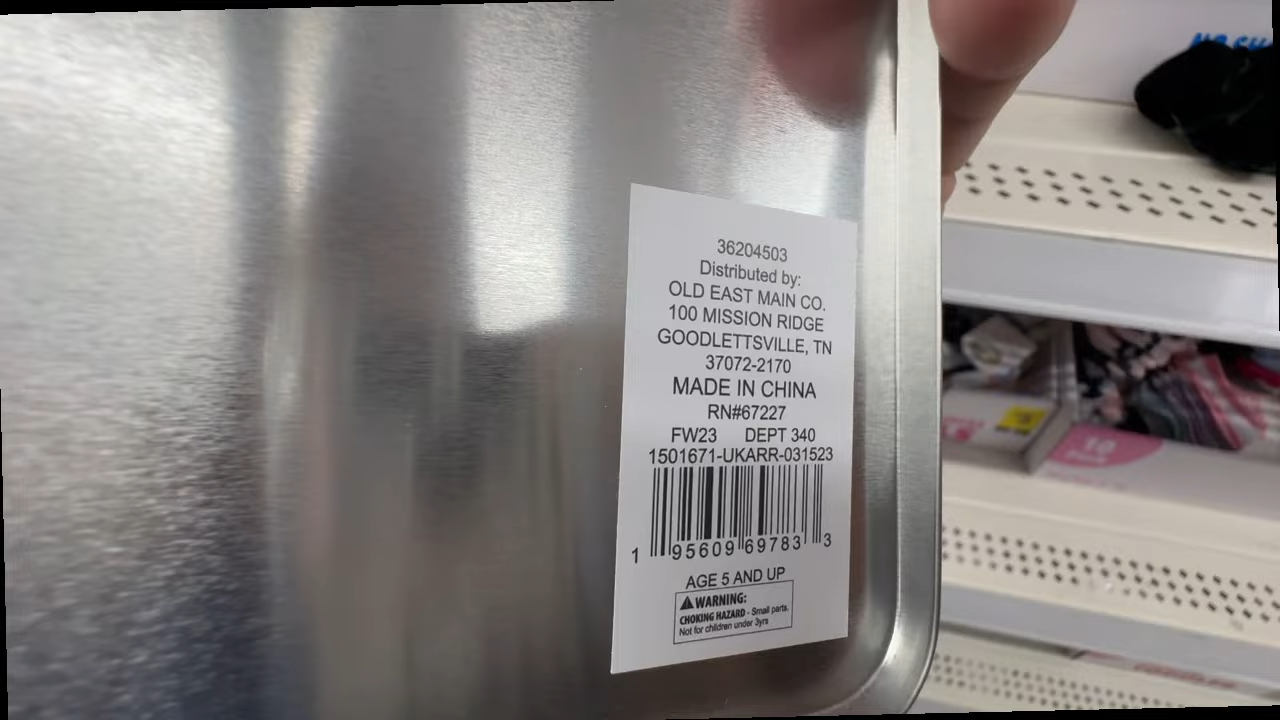 36204503
Distributed by:
OLD EAST MAIN CO.
100 MISSION RIDGE
GOODLETTSVILLE, TN
37072-2170
MADE IN CHINA
RN#67227
FW23 DEPT 340
1501671-UKARR-031523
1 95609 69783 3
AGE 5 AND UP
WARNING:
CHOKING HAZARD - Small parts.
Not for children under 3yrs
10